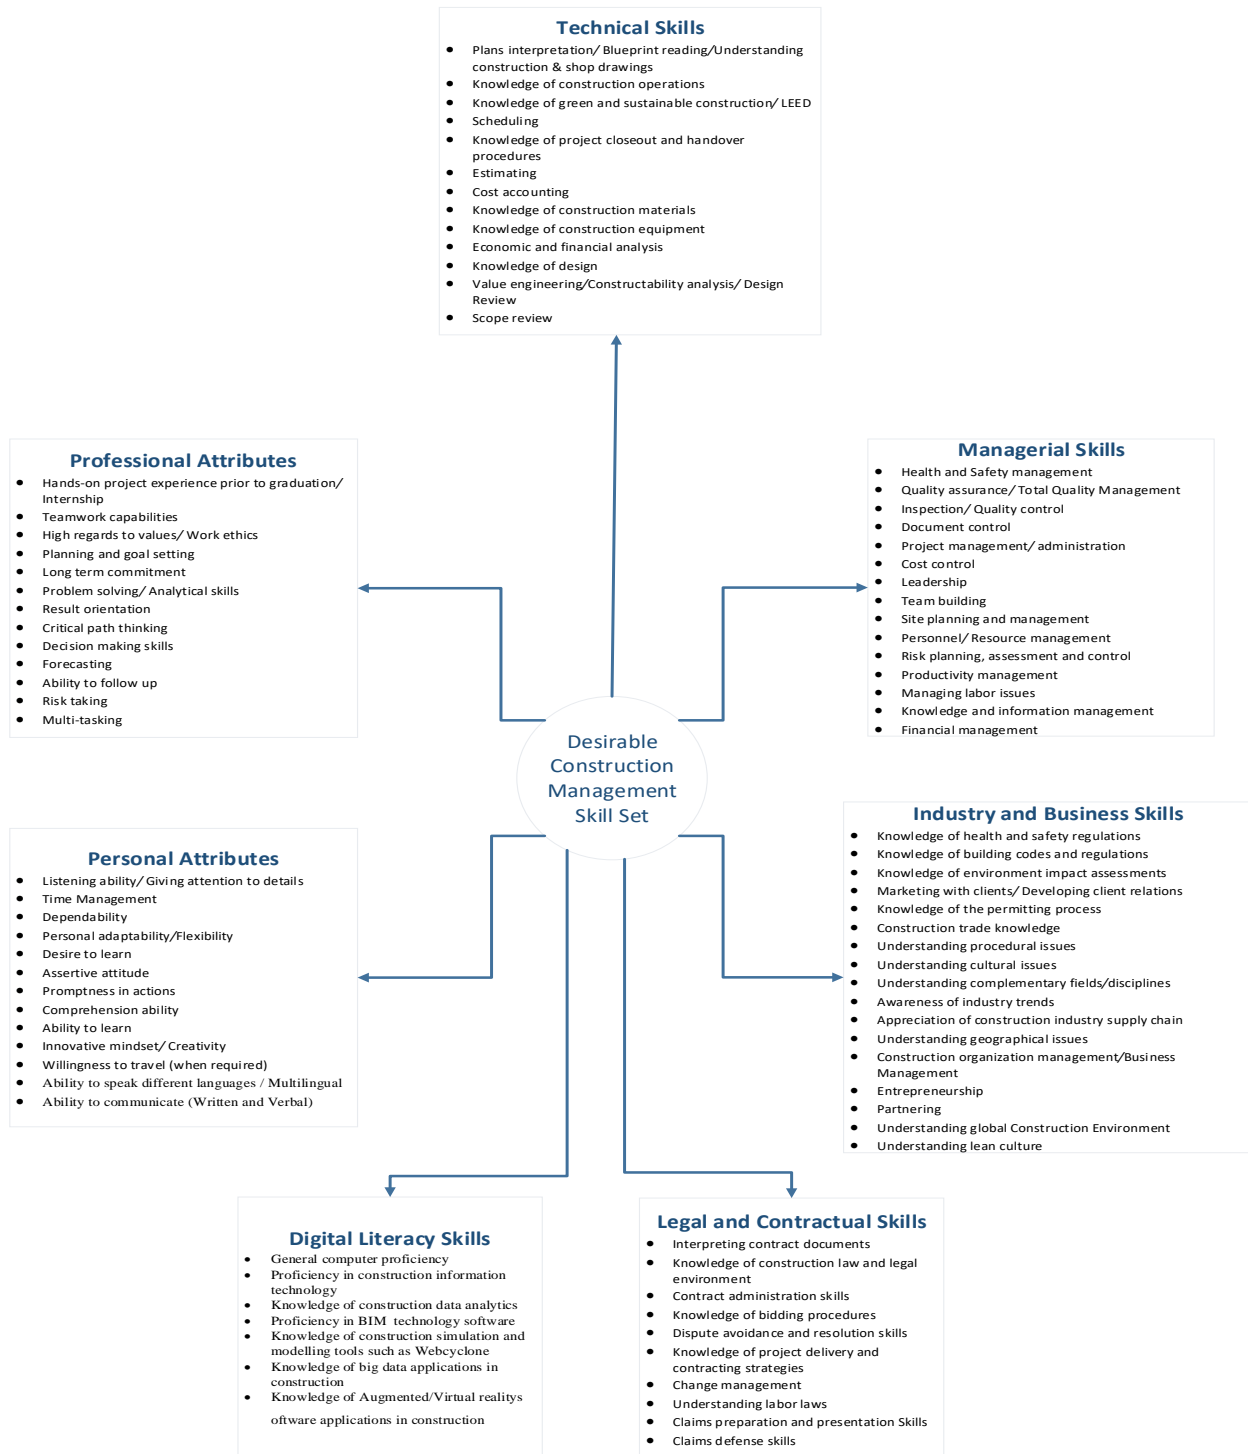 Technical Skills
• Plans interpretation/ Blueprint reading/Understanding
construction & shop drawings
• Knowledge of construction operations
• Knowledge of green and sustainable construction/ LEED
• Scheduling
• Knowledge of project closeout and handover
procedures
• Estimating
• Cost accounting
• Knowledge of construction materials
• Knowledge of construction equipment
• Economic and financial analysis
• Knowledge of design
• Value engineering/Constructability analysis/ Design
Review
• Scope review
Professional Attributes
• Hands-on project experience prior to graduation/
Internship
• Teamwork capabilities
• High regards to values/ Work ethics
• Planning and goal setting
• Long term commitment
• Problem solving/ Analytical skills
• Result orientation
• Critical path thinking
• Decision making skills
• Forecasting
• Ability to follow up
• Risk taking
• Multi-tasking
Managerial Skills
• Health and Safety management
• Quality assurance/ Total Quality Management
• Inspection/ Quality control
• Document control
• Project management/ administration
• Cost control
• Leadership
• Team building
• Site planning and management
• Personnel/ Resource management
• Risk planning, assessment and control
• Productivity management
• Managing labor issues
• Knowledge and information management
• Financial management
Desirable
Construction
Management
Skill Set
Personal Attributes
• Listening ability/ Giving attention to details
• Time Management
• Dependability
• Personal adaptability/Flexibility
• Desire to learn
• Assertive attitude
• Promptness in actions
• Comprehension ability
• Ability to learn
• Innovative mindset/ Creativity
• Willingness to travel (when required)
• Ability to speak different languages / Multilingual
• Ability to communicate (Written and Verbal)
Industry and Business Skills
• Knowledge of health and safety regulations
• Knowledge of building codes and regulations
• Knowledge of environment impact assessments
• Marketing with clients/ Developing client relations
• Knowledge of the permitting process
• Construction trade knowledge
• Understanding procedural issues
• Understanding cultural issues
• Understanding complementary fields/disciplines
• Awareness of industry trends
• Appreciation of construction industry supply chain
• Understanding geographical issues
• Construction organization management/Business
Management
• Entrepreneurship
• Partnering
• Understanding global Construction Environment
• Understanding lean culture
Digital Literacy Skills
• General computer proficiency
• Proficiency in construction information
technology
• Knowledge of construction data analytics
• Proficiency in BIM technology software
• Knowledge of construction simulation and
modelling tools such as Webcyclone
• Knowledge of big data applications in
construction
• Knowledge of Augmented/Virtual realitys
oftware applications in construction
Legal and Contractual Skills
• Interpreting contract documents
• Knowledge of construction law and legal
environment
• Contract administration skills
• Knowledge of bidding procedures
• Dispute avoidance and resolution skills
• Knowledge of project delivery and
contracting strategies
• Change management
• Understanding labor laws
• Claims preparation and presentation Skills
• Claims defense skills